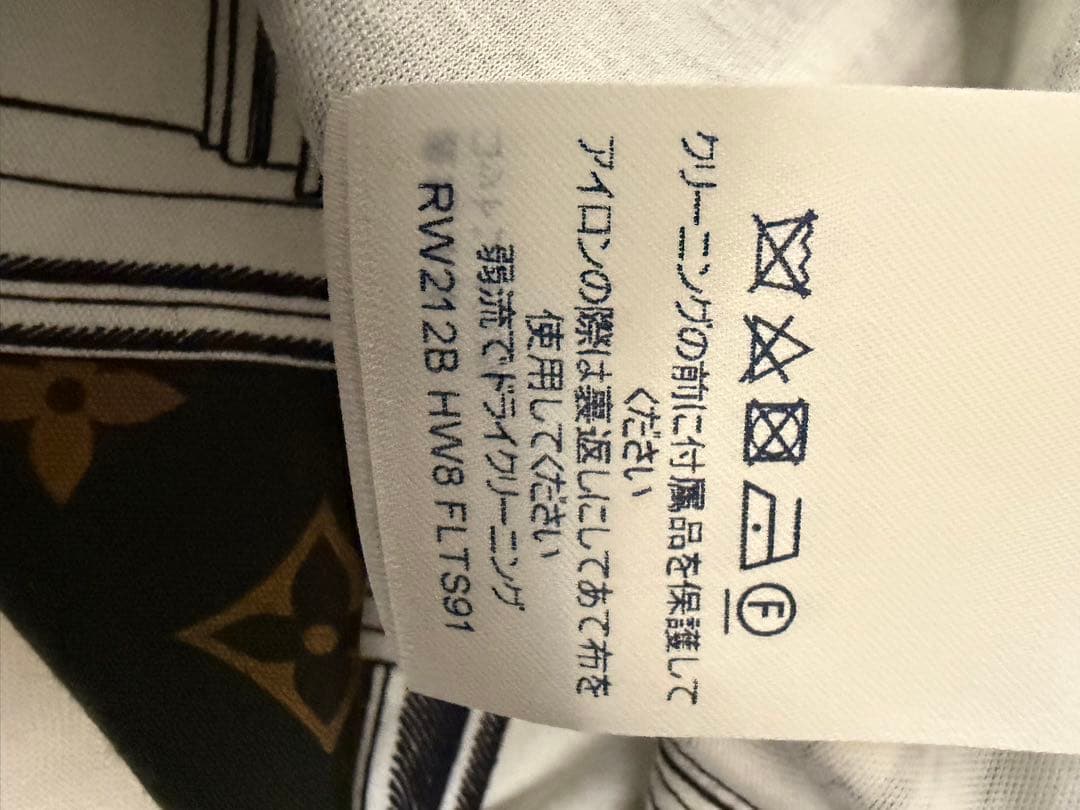 F
クリーニングの前に付属品を保護して
ください
アイロンの際は裏返しにしてあて布を
使用してください
弱流でドライクリーニング
RW212B HW8 FLTS91